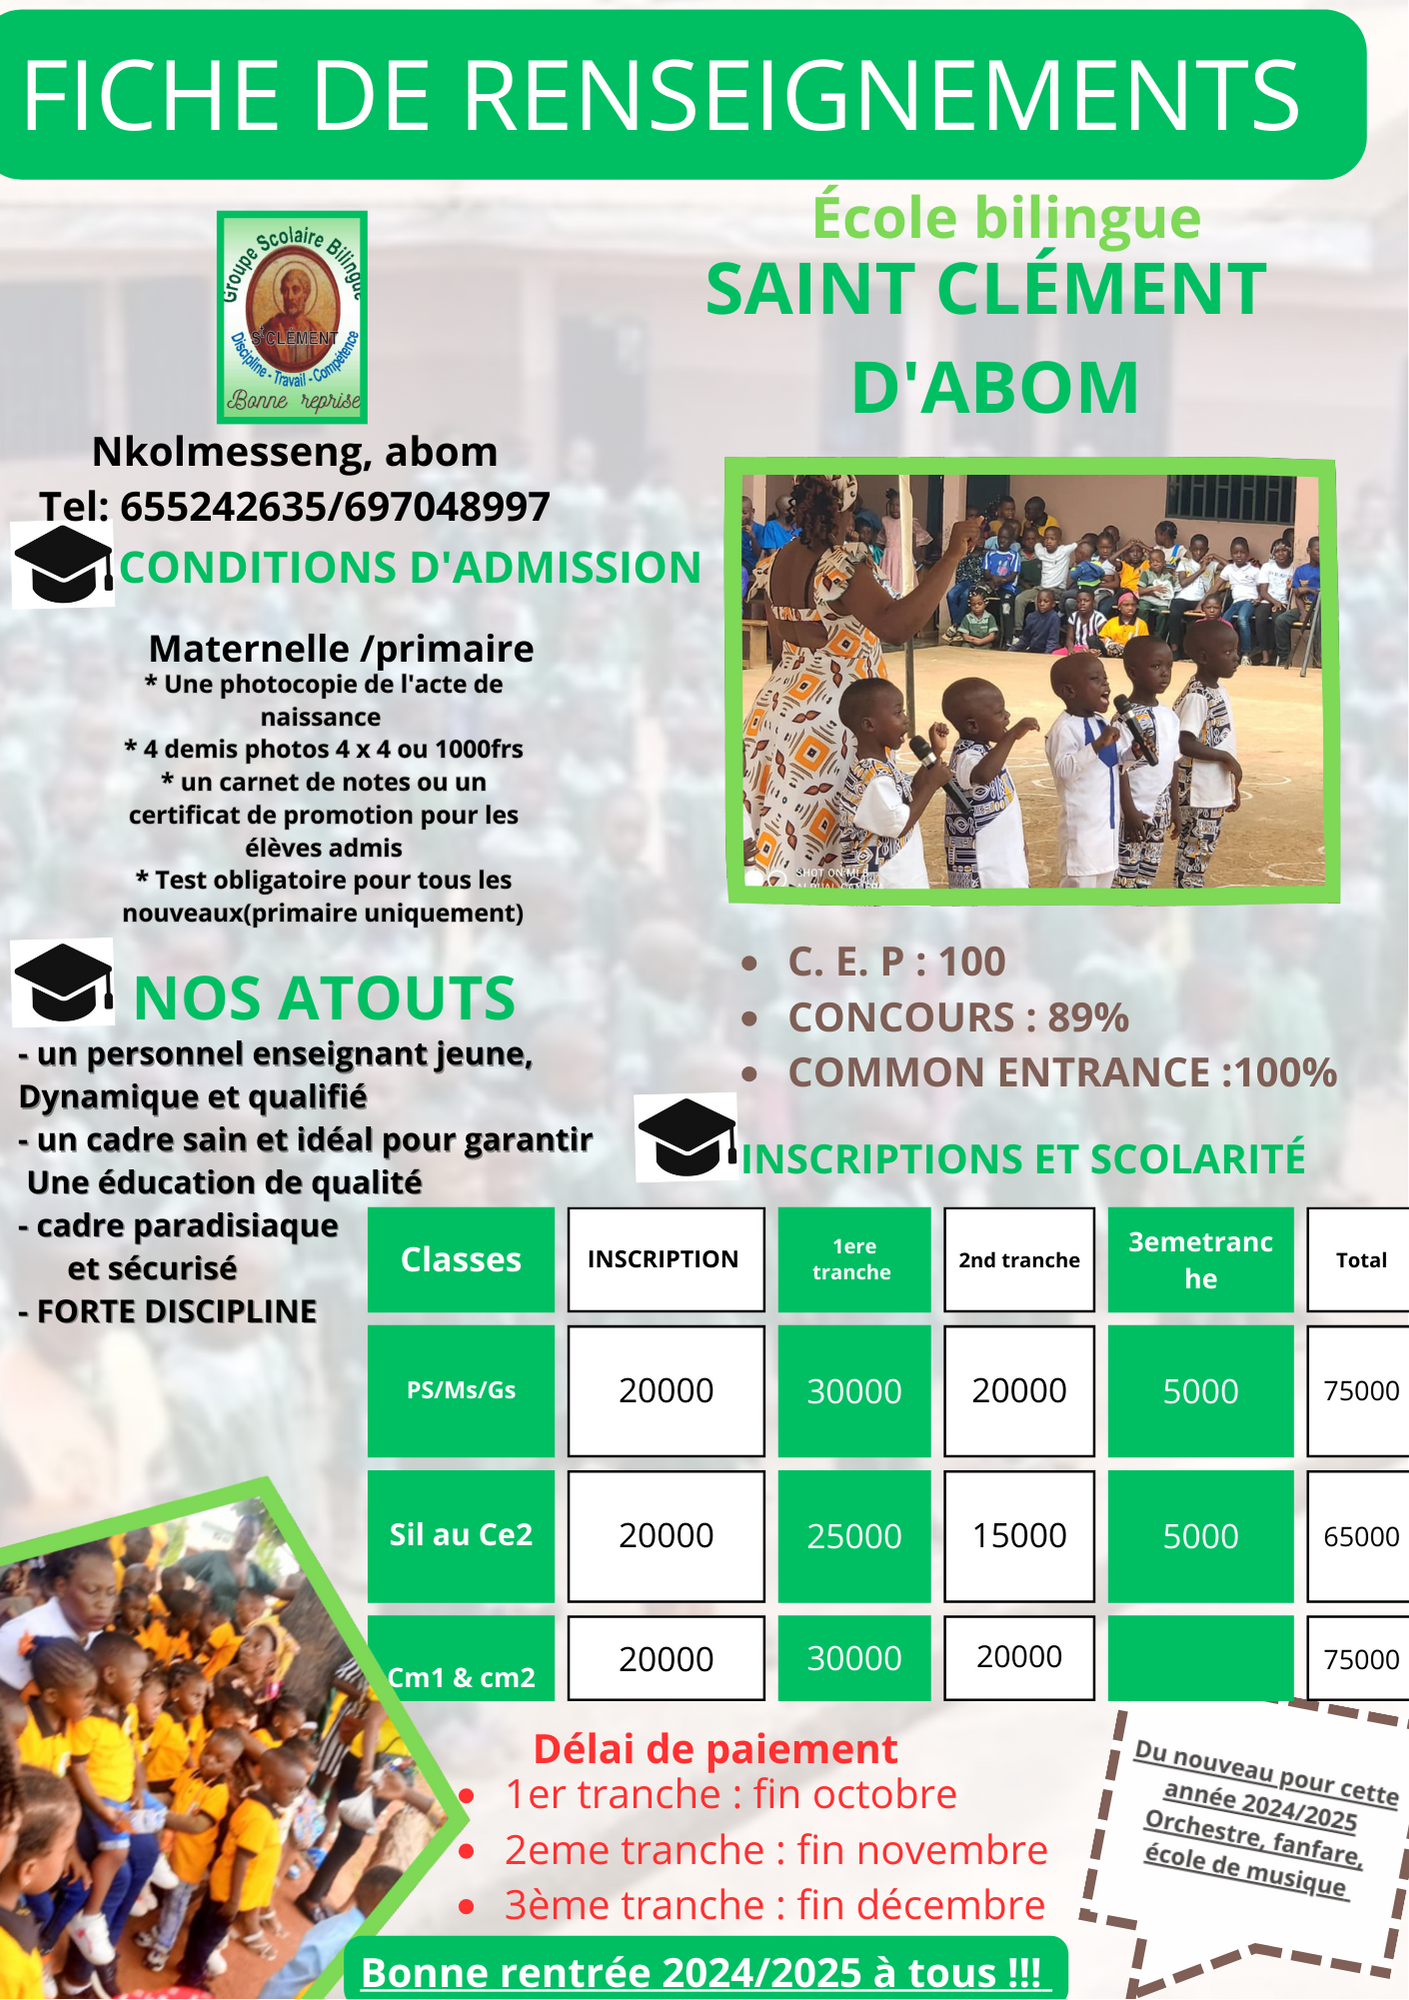 FICHE DE RENSEIGNEMENTS
Groupe Scolaire Bilingue
St CLÉMENT
Discipline - Travail - Compétence
Bonne reprise
Nkolmesseng, abom
Tel: 655242635/697048997
École bilingue
SAINT CLÉMENT
D'ABOM
CONDITIONS D'ADMISSION
Maternelle /primaire
* Une photocopie de l'acte de
naissance
* 4 demis photos 4 x 4 ou 1000frs
* un carnet de notes ou un
certificat de promotion pour les
élèves admis
* Test obligatoire pour tous les
nouveaux(primaire uniquement)
SHOT ON MI 8
NOS ATOUTS
- un personnel enseignant jeune,
Dynamique et qualifié
- un cadre sain et idéal pour garantir
Une éducation de qualité
- cadre paradisiaque
et sécurisé
- FORTE DISCIPLINE
• C. E. P : 100
• CONCOURS : 89%
• COMMON ENTRANCE :100%
INSCRIPTIONS ET SCOLARITÉ
Classes INSCRIPTION 1ere tranche 2nd tranche 3emetranche Total
PS/Ms/Gs 20000 30000 20000 5000 75000
Sil au Ce2 20000 25000 15000 5000 65000
Cm1 & cm2 20000 30000 20000 75000
Délai de paiement
• 1er tranche : fin octobre
• 2eme tranche : fin novembre
• 3ème tranche : fin décembre
Du nouveau pour cette
année 2024/2025
Orchestre, fanfare,
école de musique
Bonne rentrée 2024/2025 à tous !!!